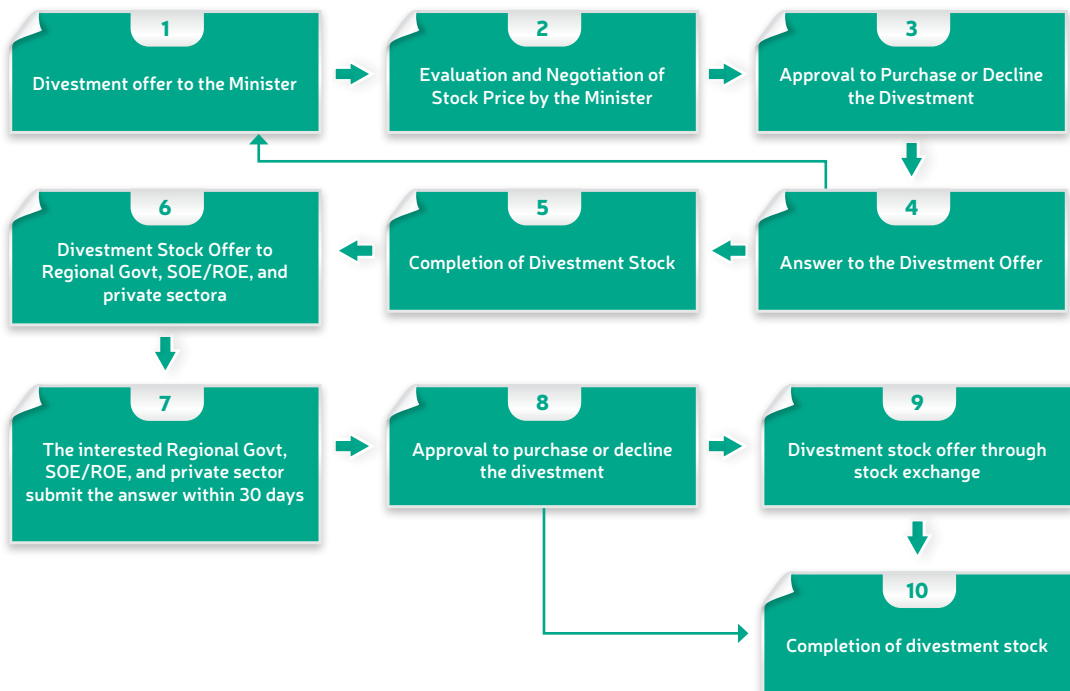 1
Divestment offer to the Minister
2
Evaluation and Negotiation of
Stock Price by the Minister
3
Approval to Purchase or Decline
the Divestment
4
Answer to the Divestment Offer
5
Completion of Divestment Stock
6
Divestment Stock Offer to
Regional Govt, SOE/ROE, and
private sectora
7
The interested Regional Govt,
SOE/ROE, and private sector
submit the answer within 30 days
8
Approval to purchase or decline
the divestment
9
Divestment stock offer through
stock exchange
10
Completion of divestment stock